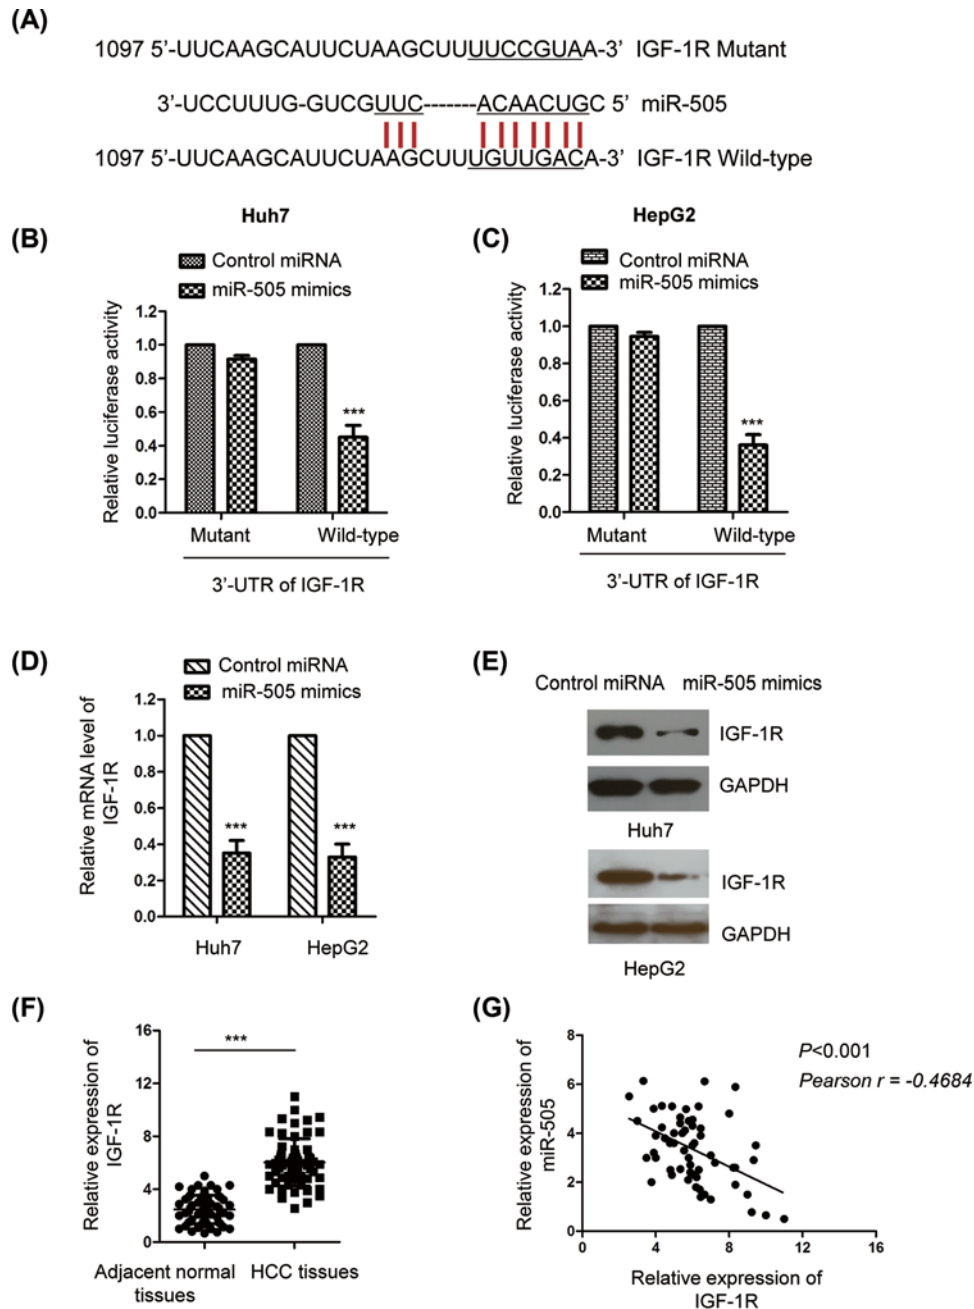 (A)
1097 5'-UUCAAGCAUUCUAAGCUUUUCCGUAA-3' IGF-1R Mutant
3'-UCCUUUG-GUCGUUC-------ACAACUGC 5' miR-505
1097 5'-UUCAAGCAUUCUAAGCUUUGUUGACA-3' IGF-1R Wild-type
Huh7
(B)
Control miRNA
miR-505 mimics
Relative luciferase activity
1.2
1.0
0.8
0.6
0.4
0.2
0.0
***
Mutant Wild-type
3'-UTR of IGF-1R
HepG2
(C)
Control miRNA
miR-505 mimics
Relative luciferase activity
1.2
1.0
0.8
0.6
0.4
0.2
0.0
***
Mutant Wild-type
3'-UTR of IGF-1R
(D)
Control miRNA
miR-505 mimics
Relative mRNA level of
IGF-1R
1.2
1.0
0.8
0.6
0.4
0.2
0.0
*** ***
Huh7 HepG2
(E)
Control miRNA miR-505 mimics
IGF-1R
GAPDH
Huh7
IGF-1R
GAPDH
HepG2
(F)
Relative expression of
IGF-1R
16
12
8
4
0
***
Adjacent normal
tissues
HCC tissues
(G)
Relative expression of
miR-505
8
6
4
2
0
P<0.001
Pearson r = -0.4684
0 4 8 12 16
Relative expression of
IGF-1R